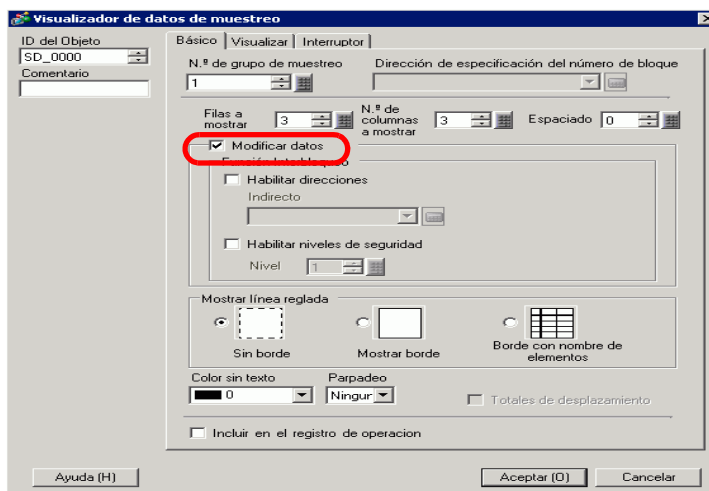 Visualizador de datos de muestreo
ID del Objeto
SD_0000
Comentario
Básico
Visualizar
Interruptor
N.º de grupo de muestreo
Dirección de especificación del número de bloque
1
Filas a mostrar
3
N.º de columnas a mostrar
3
Espaciado
0
Modificar datos
Función Interbloqueo
Habilitar direcciones
Indirecto
Habilitar niveles de seguridad
Nivel
1
Mostrar línea reglada
Sin borde
Mostrar borde
Borde con nombre de elementos
Color sin texto
Parpadeo
0
Ningur
Totales de desplazamiento
Incluir en el registro de operacion
Ayuda (H)
Aceptar (O)
Cancelar